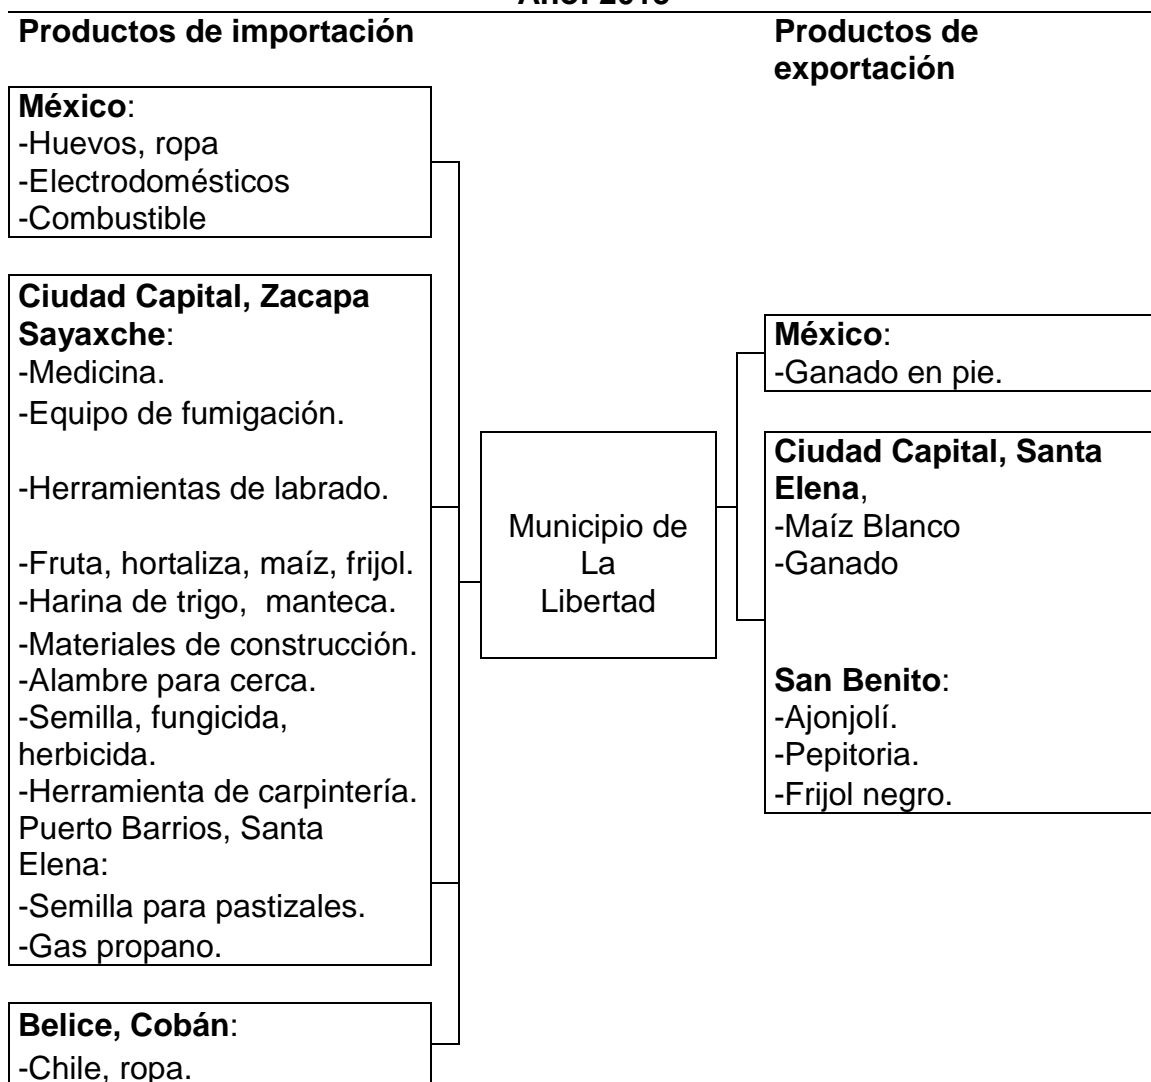 Productos de importación
Productos de
exportación
México:
-Huevos, ropa
-Electrodomésticos
-Combustible
Ciudad Capital, Zacapa
Sayaxche:
-Medicina.
-Equipo de fumigación.
-Herramientas de labrado.
-Fruta, hortaliza, maíz, frijol.
-Harina de trigo, manteca.
-Materiales de construcción.
-Alambre para cerca.
-Semilla, fungicida,
herbicida.
-Herramienta de carpintería.
Puerto Barrios, Santa
Elena:
-Semilla para pastizales.
-Gas propano.
Belice, Cobán:
-Chile, ropa.
Municipio de
La
Libertad
México:
-Ganado en pie.
Ciudad Capital, Santa
Elena,
-Maíz Blanco
-Ganado
San Benito:
-Ajonjolí.
-Pepitoria.
-Frijol negro.